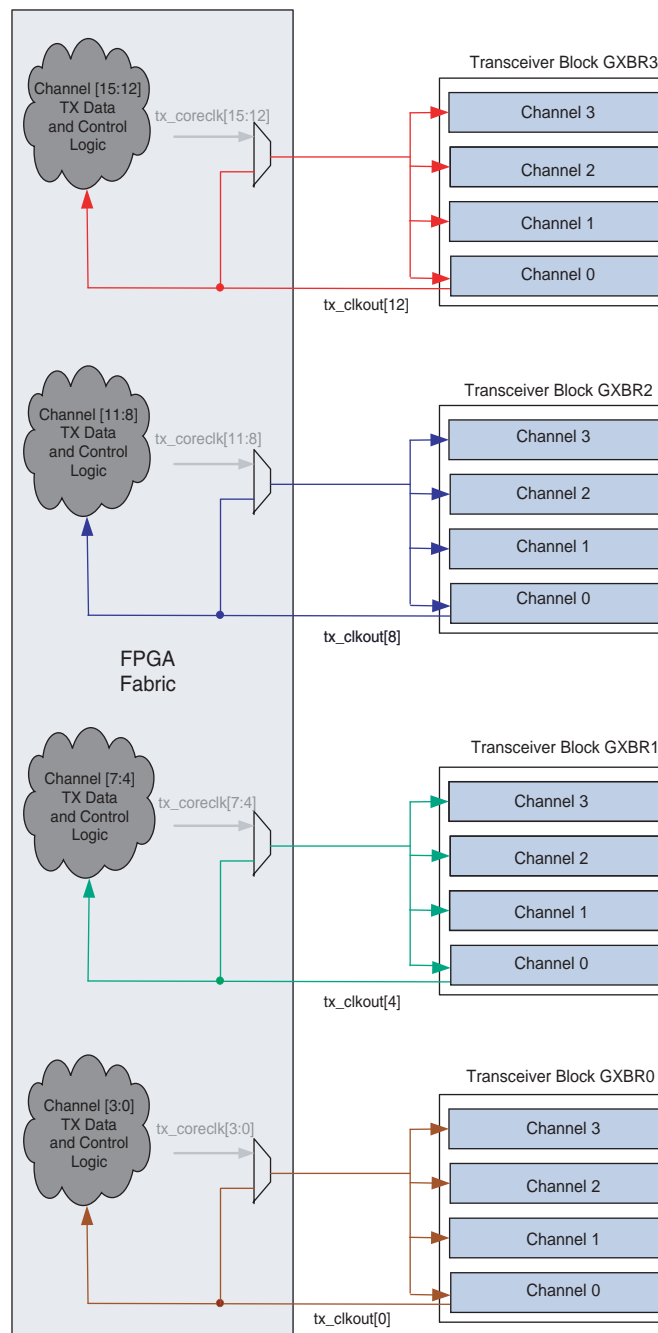 Transceiver Block GXBR3
Channel [15:12]
TX Data
and Control
Logic
tx_coreclk[15:12]
Channel 3
Channel 2
Channel 1
Channel 0
tx_clkout[12]
Transceiver Block GXBR2
Channel [11:8]
TX Data
and Control
Logic
tx_coreclk[11:8]
Channel 3
Channel 2
Channel 1
Channel 0
tx_clkout[8]
FPGA
Fabric
Transceiver Block GXBR1
Channel [7:4]
TX Data
and Control
Logic
tx_coreclk[7:4]
Channel 3
Channel 2
Channel 1
Channel 0
tx_clkout[4]
Transceiver Block GXBR0
Channel [3:0]
TX Data
and Control
Logic
tx_coreclk[3:0]
Channel 3
Channel 2
Channel 1
Channel 0
tx_clkout[0]